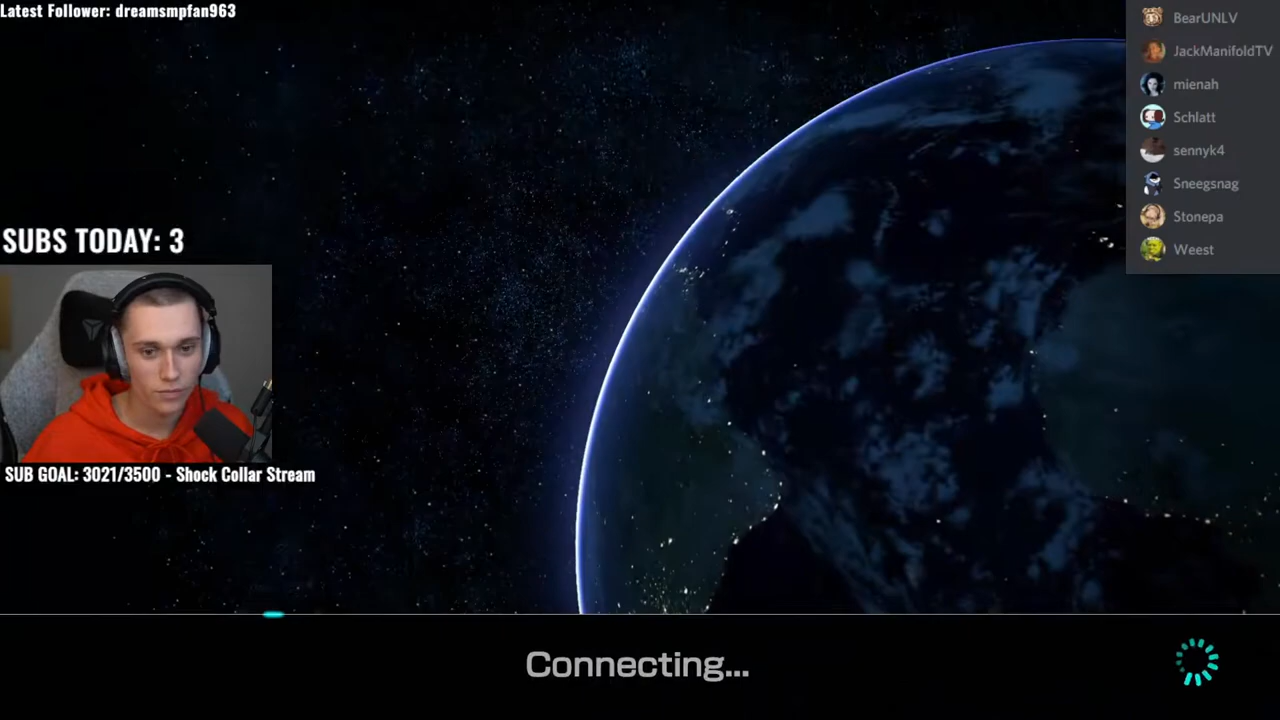 Latest Follower: dreamsmpfan963
BearUNLV
JackManifoldTV
mienah
Schlatt
sennyk4
Sneegsnag
Stonepa
Weest
SUBS TODAY: 3
SUB GOAL: 3021/3500 - Shock Collar Stream
Connecting...